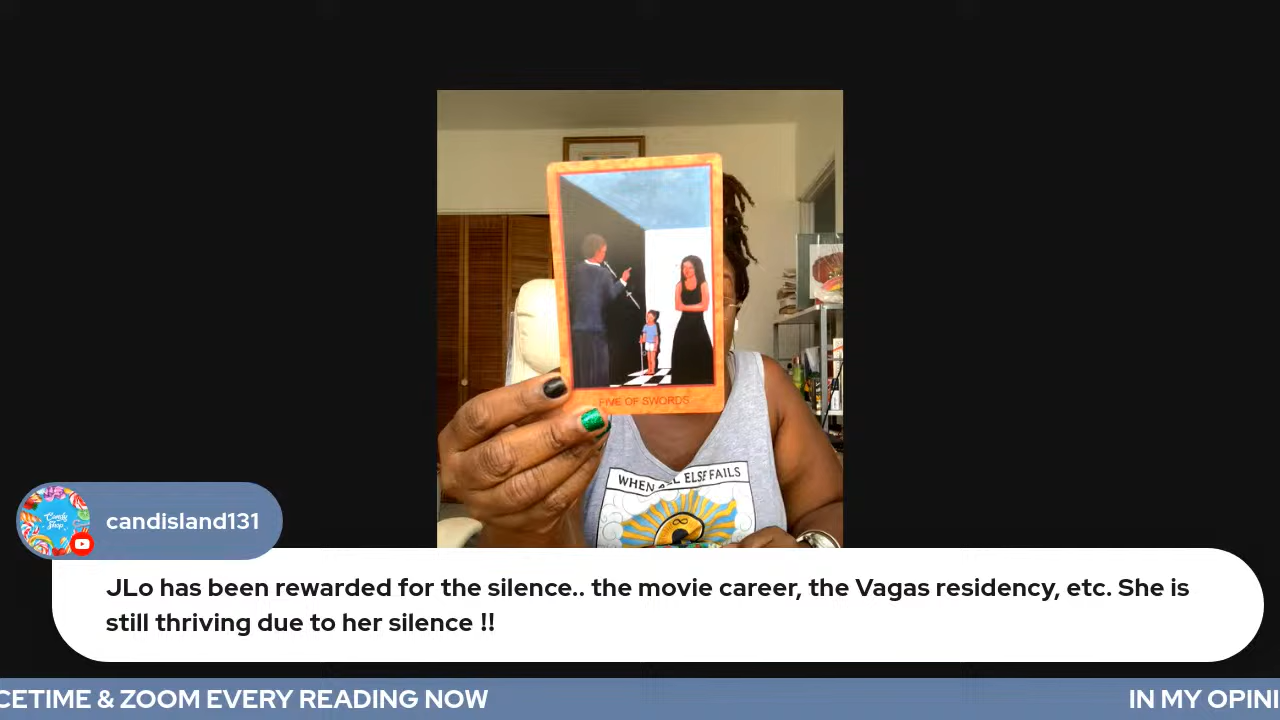 FIVE OF SWORDS
WHEN ALL ELSE FAILS
Candy
Shop
candisland131
JLo has been rewarded for the silence.. the movie career, the Vagas residency, etc. She is
still thriving due to her silence !!
CETIME & ZOOM EVERY READING NOW
IN MY OPINI